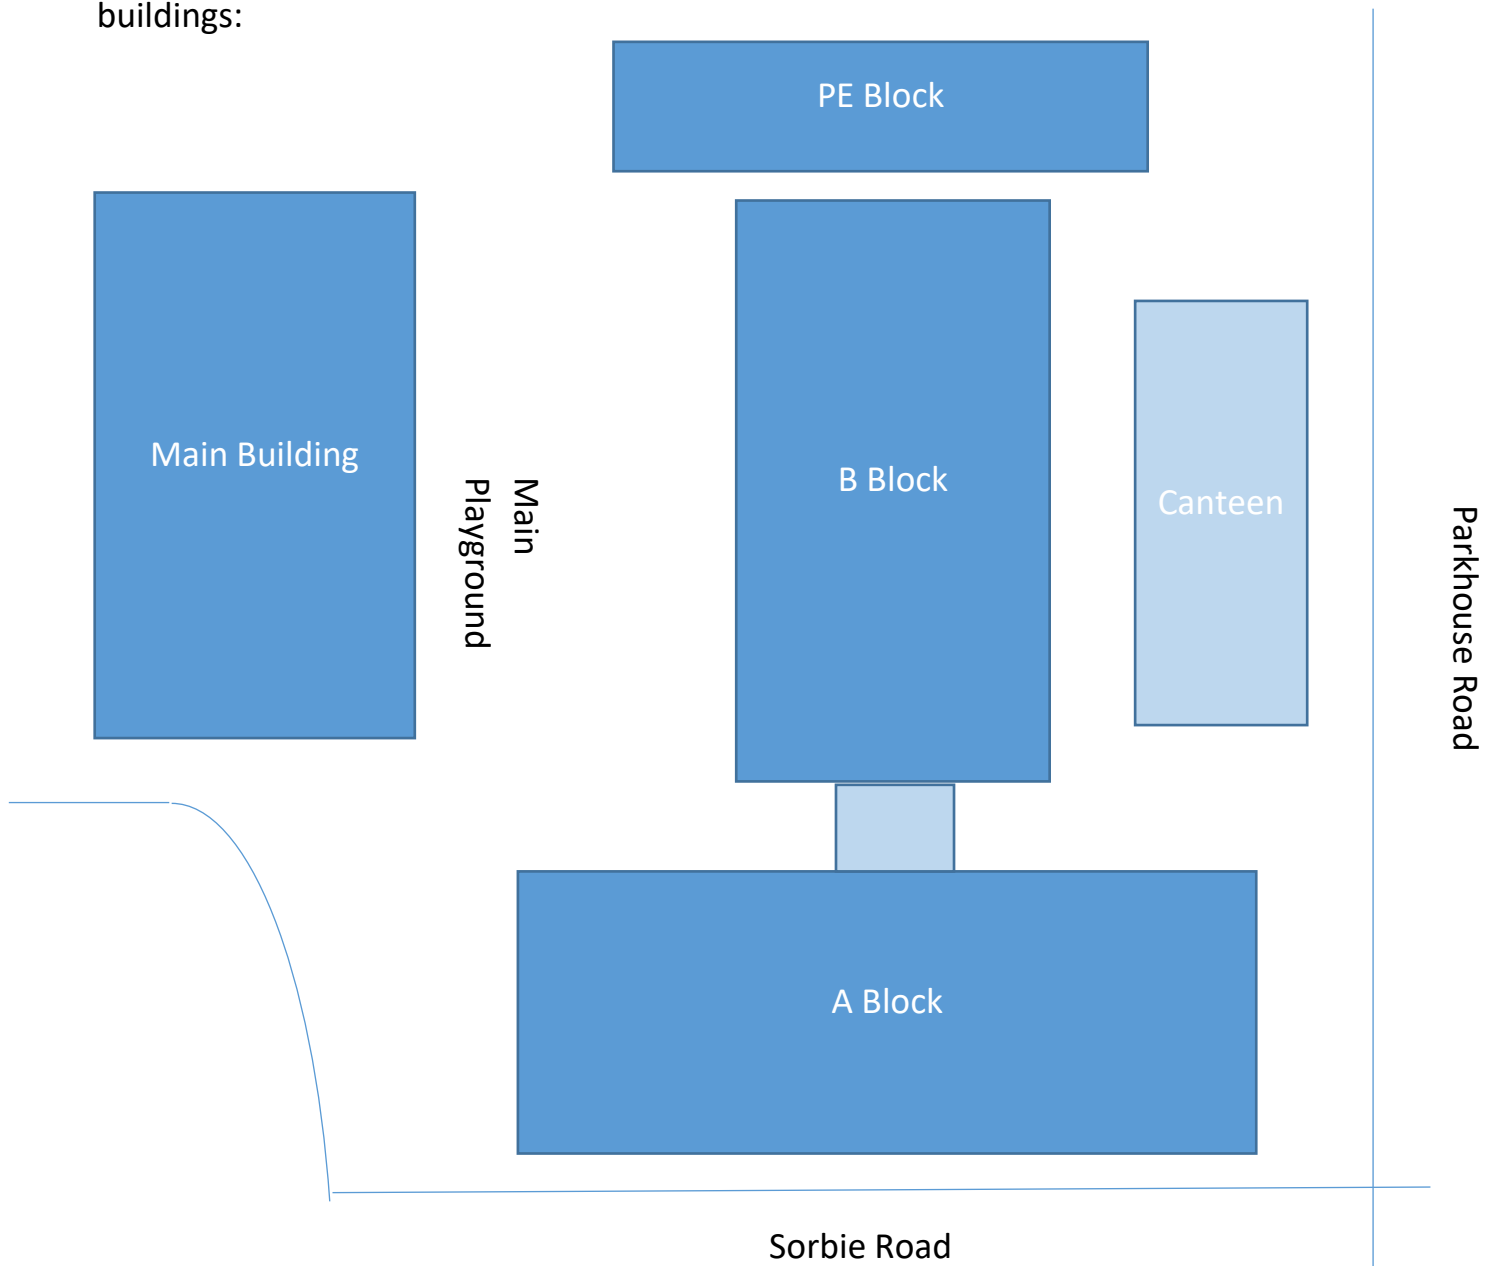 buildings:
PE Block
Main Building
Main
Playground
B Block
Canteen
Parkhouse Road
A Block
Sorbie Road